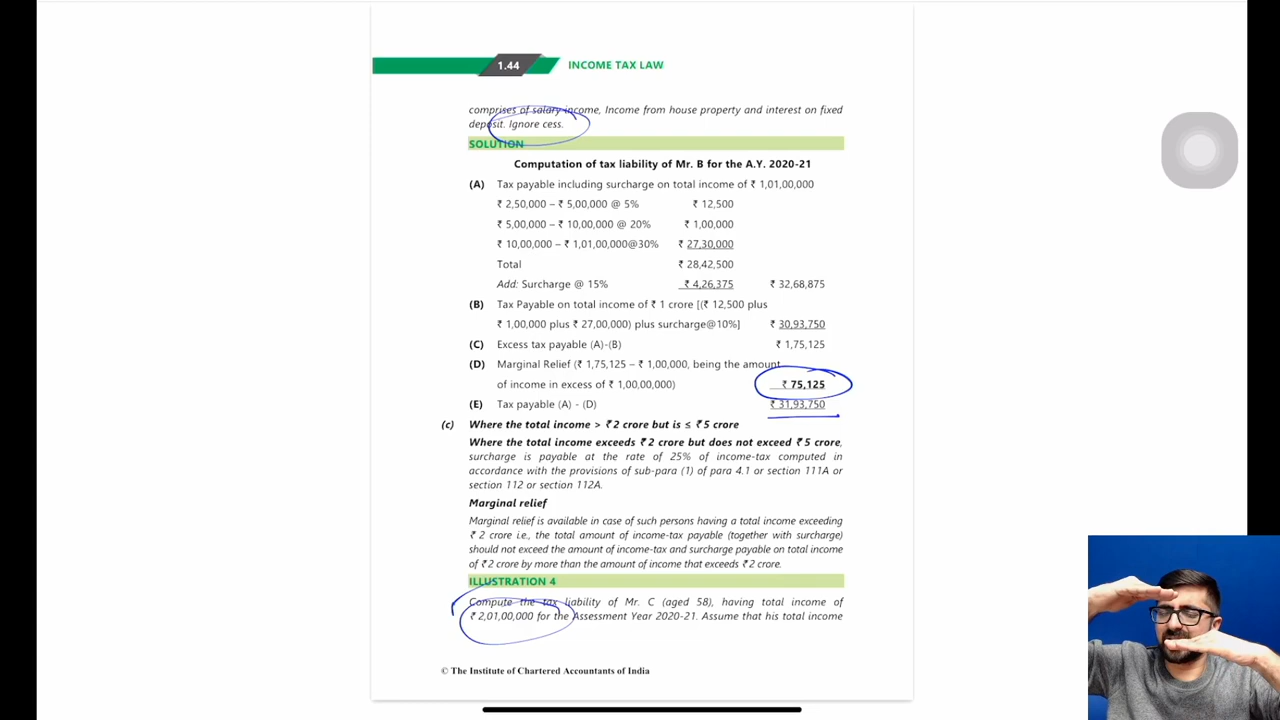 1.44 INCOME TAX LAW
comprises of salary income, Income from house property and interest on fixed
deposit. Ignore cess.
SOLUTION
Computation of tax liability of Mr. B for the A.Y. 2020-21
(A) Tax payable including surcharge on total income of ₹ 1,01,00,000
₹ 2,50,000 – ₹ 5,00,000 @ 5% ₹ 12,500
₹ 5,00,000 – ₹ 10,00,000 @ 20% ₹ 1,00,000
₹ 10,00,000 – ₹ 1,01,00,000@30% ₹ 27,30,000
Total ₹ 28,42,500
Add: Surcharge @ 15% ₹ 4,26,375 ₹ 32,68,875
(B) Tax Payable on total income of ₹ 1 crore [(₹ 12,500 plus
₹ 1,00,000 plus ₹ 27,00,000) plus surcharge@10%] ₹ 30,93,750
(C) Excess tax payable (A)-(B) ₹ 1,75,125
(D) Marginal Relief (₹ 1,75,125 – ₹ 1,00,000, being the amount
of income in excess of ₹ 1,00,00,000) ₹ 75,125
(E) Tax payable (A) - (D) ₹ 31,93,750
(c) Where the total income > ₹ 2 crore but is ≤ ₹ 5 crore
Where the total income exceeds ₹ 2 crore but does not exceed ₹ 5 crore,
surcharge is payable at the rate of 25% of income-tax computed in
accordance with the provisions of sub-para (1) of para 4.1 or section 111A or
section 112 or section 112A.
Marginal relief
Marginal relief is available in case of such persons having a total income exceeding
₹ 2 crore i.e., the total amount of income-tax payable (together with surcharge)
should not exceed the amount of income-tax and surcharge payable on total income
of ₹ 2 crore by more than the amount of income that exceeds ₹ 2 crore.
ILLUSTRATION 4
Compute the tax liability of Mr. C (aged 58), having total income of
₹ 2,01,00,000 for the Assessment Year 2020-21. Assume that his total income
© The Institute of Chartered Accountants of India